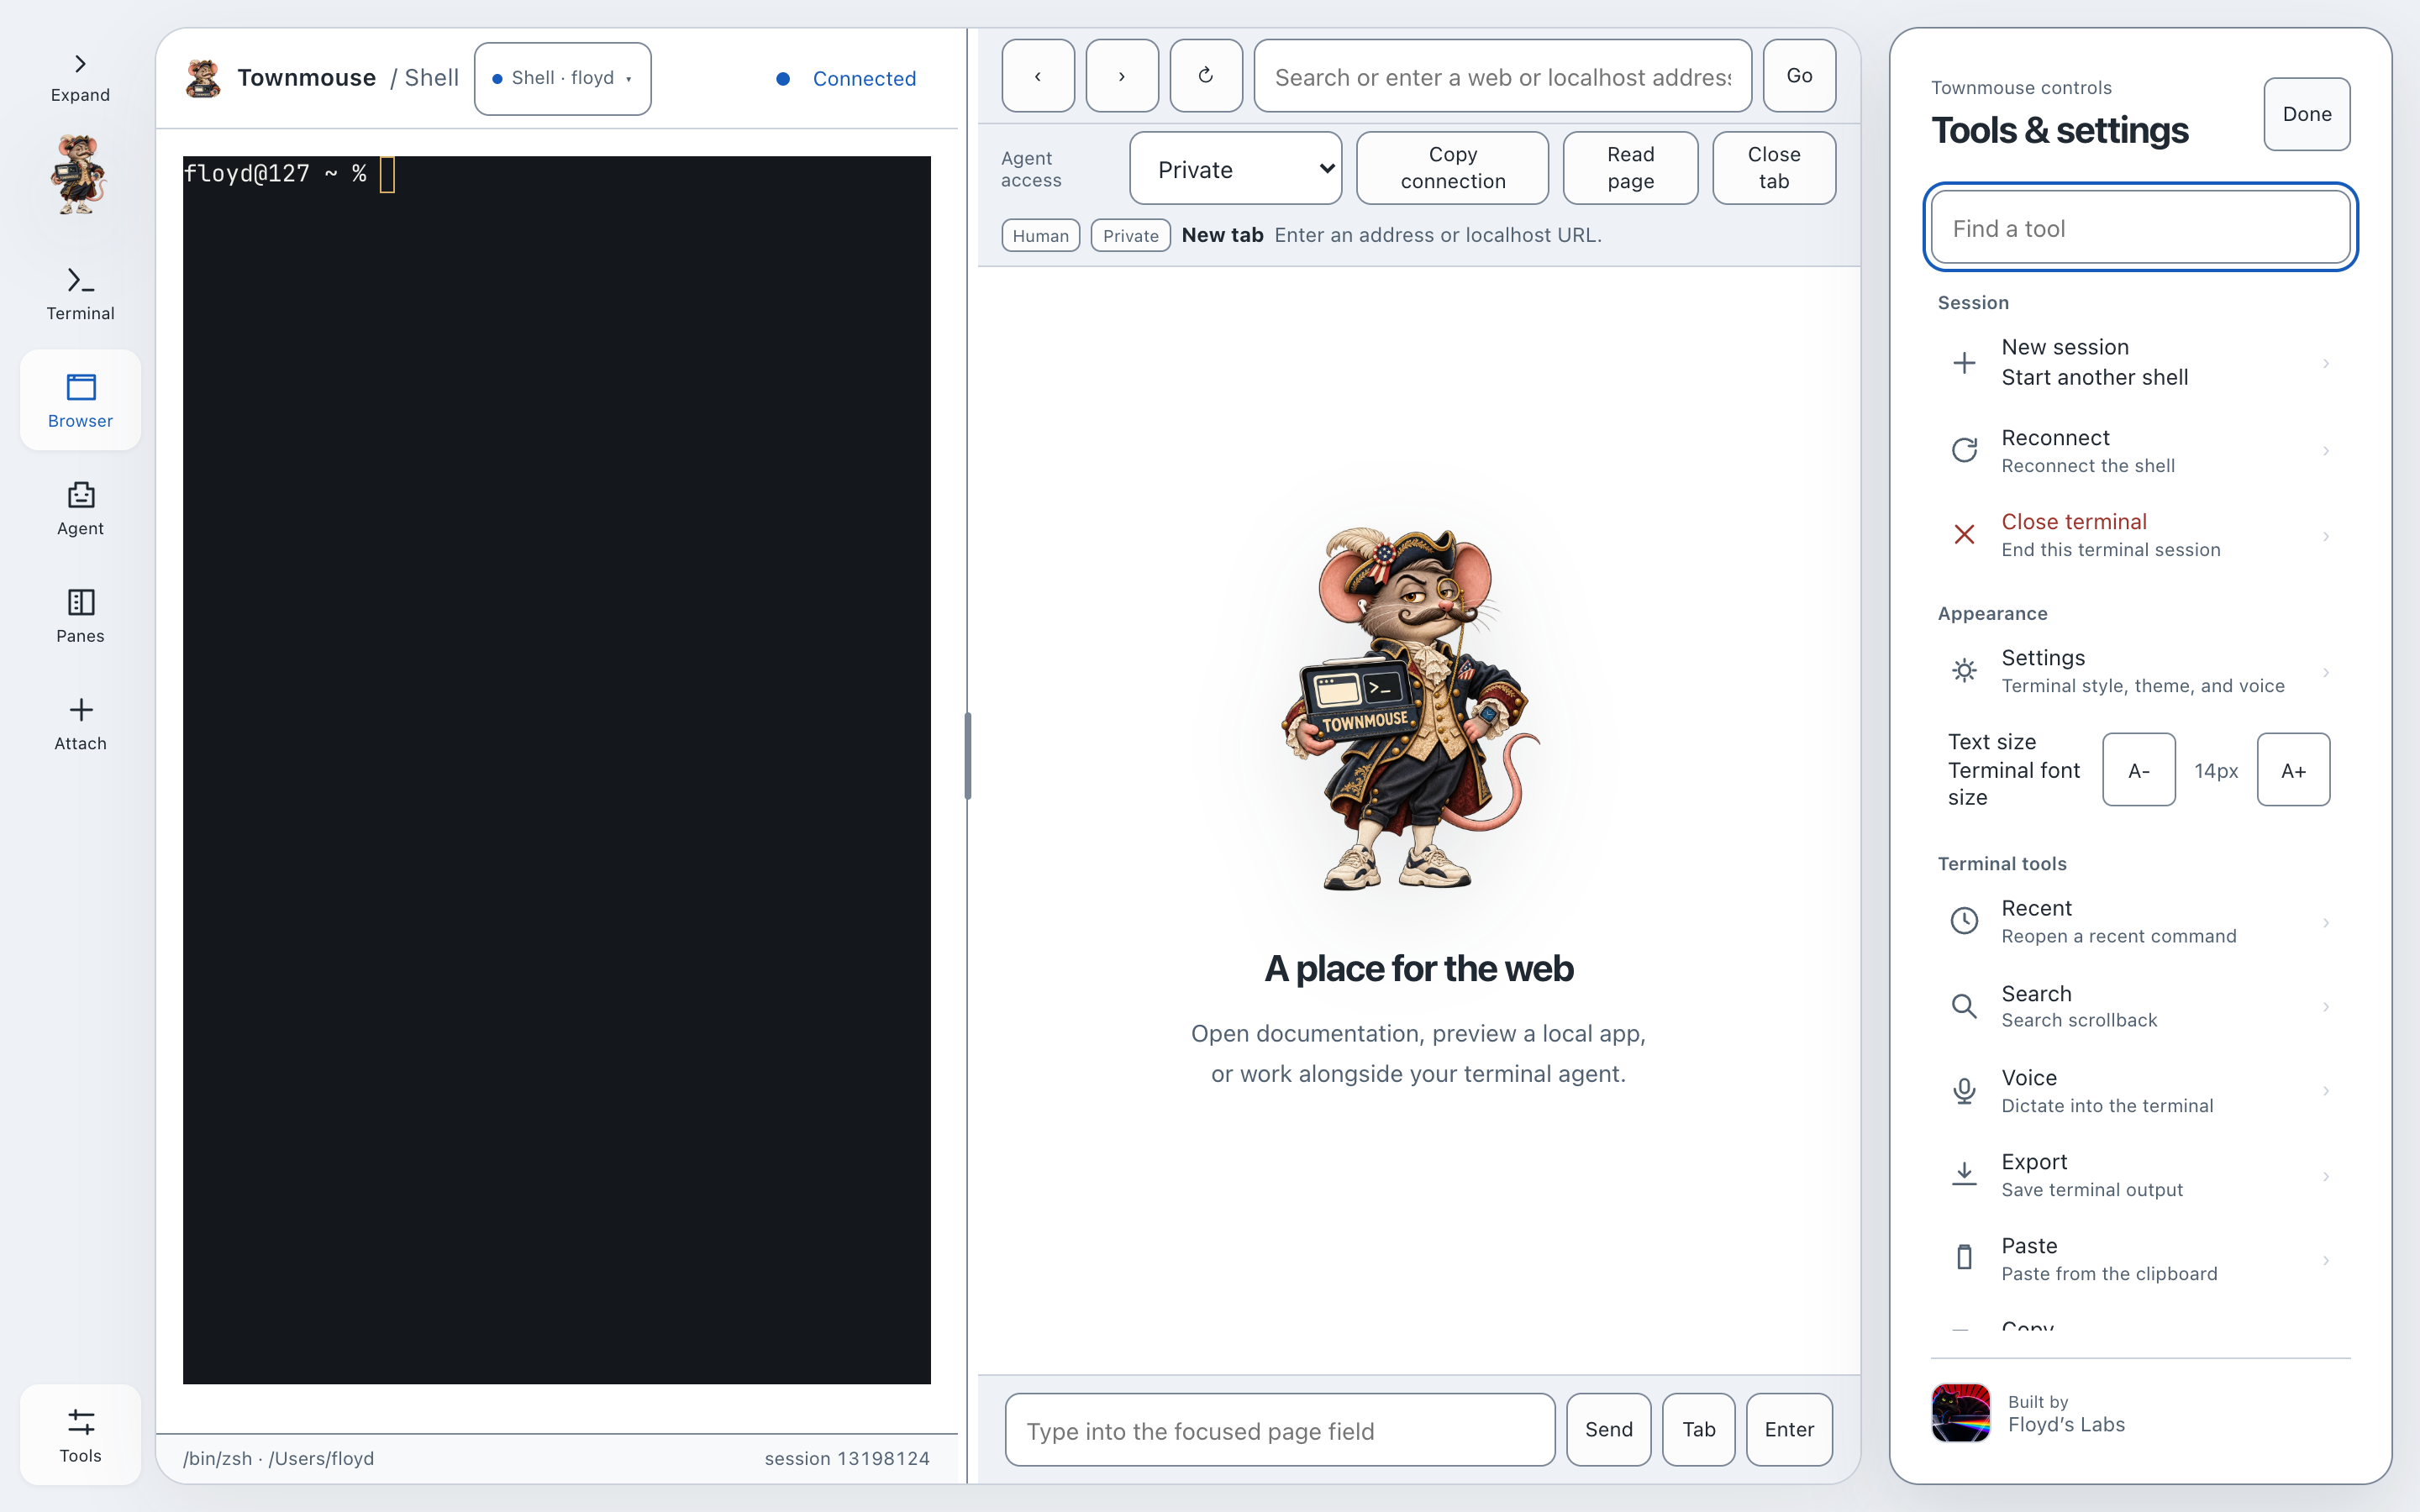 Expand
Terminal
Browser
Agent
Panes
Attach
Tools
Townmouse / Shell
Shell · floyd ▾
Connected
floyd@127 ~ %
/bin/zsh · /Users/floyd
session 13198124
‹ › ↻ Search or enter a web or localhost address Go
Agent
access
Private
Copy
connection
Read
page
Close
tab
Human Private New tab Enter an address or localhost URL.
>_
TOWNMOUSE
A place for the web
Open documentation, preview a local app,
or work alongside your terminal agent.
Type into the focused page field Send Tab Enter
Townmouse controls
Tools & settings
Done
Find a tool
Session
New session
Start another shell
Reconnect
Reconnect the shell
Close terminal
End this terminal session
Appearance
Settings
Terminal style, theme, and voice
Text size
Terminal font
size
A- 14px A+
Terminal tools
Recent
Reopen a recent command
Search
Search scrollback
Voice
Dictate into the terminal
Export
Save terminal output
Paste
Paste from the clipboard
Copy
Built by
Floyd’s Labs